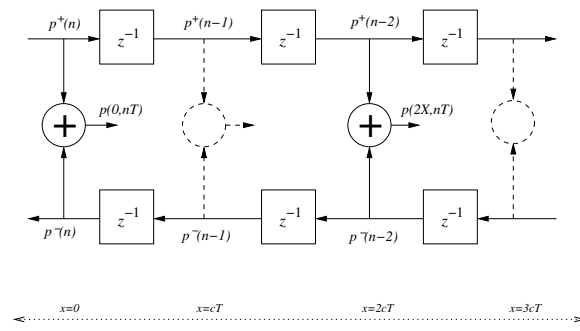 p⁺(n) p⁺(n−1) p⁺(n−2)
z⁻¹ z⁻¹ z⁻¹
p(0,nT) p(2X,nT)
+ +
z⁻¹ z⁻¹ z⁻¹
p⁻(n) p⁻(n−1) p⁻(n−2)
x=0 x=cT x=2cT x=3cT